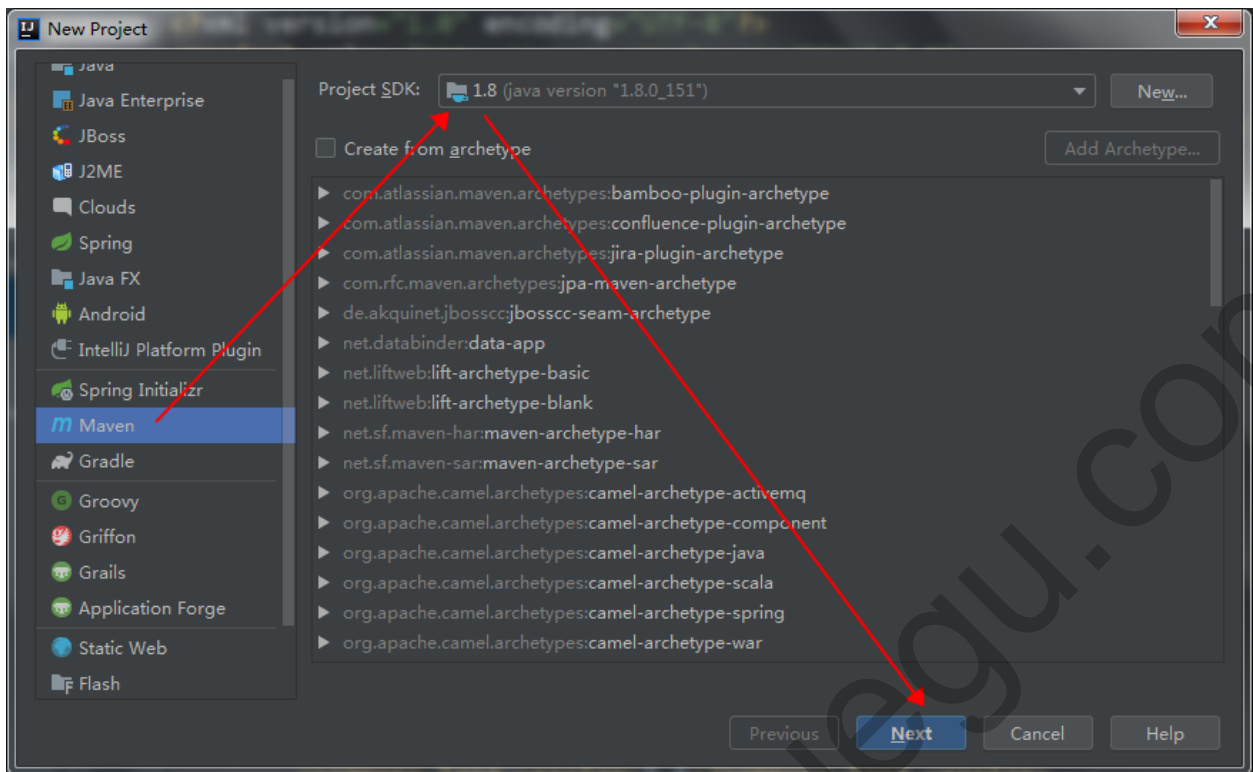 New Project
Java
Java Enterprise
JBoss
J2ME
Clouds
Spring
Java FX
Android
IntelliJ Platform Plugin
Spring Initializr
Maven
Gradle
Groovy
Griffon
Grails
Application Forge
Static Web
Flash
Project SDK: 1.8 (java version "1.8.0_151") New...
Create from archetype Add Archetype...
com.atlassian.maven.archetypes:bamboo-plugin-archetype
com.atlassian.maven.archetypes:confluence-plugin-archetype
com.atlassian.maven.archetypes:jira-plugin-archetype
com.rfc.maven.archetypes:jpa-maven-archetype
de.akquinet.jbosscc:jbosscc-seam-archetype
net.databinder:data-app
net.liftweb:lift-archetype-basic
net.liftweb:lift-archetype-blank
net.sf.maven-har:maven-archetype-har
net.sf.maven-sar:maven-archetype-sar
org.apache.camel.archetypes:camel-archetype-activemq
org.apache.camel.archetypes:camel-archetype-component
org.apache.camel.archetypes:camel-archetype-java
org.apache.camel.archetypes:camel-archetype-scala
org.apache.camel.archetypes:camel-archetype-spring
org.apache.camel.archetypes:camel-archetype-war
Previous Next Cancel Help